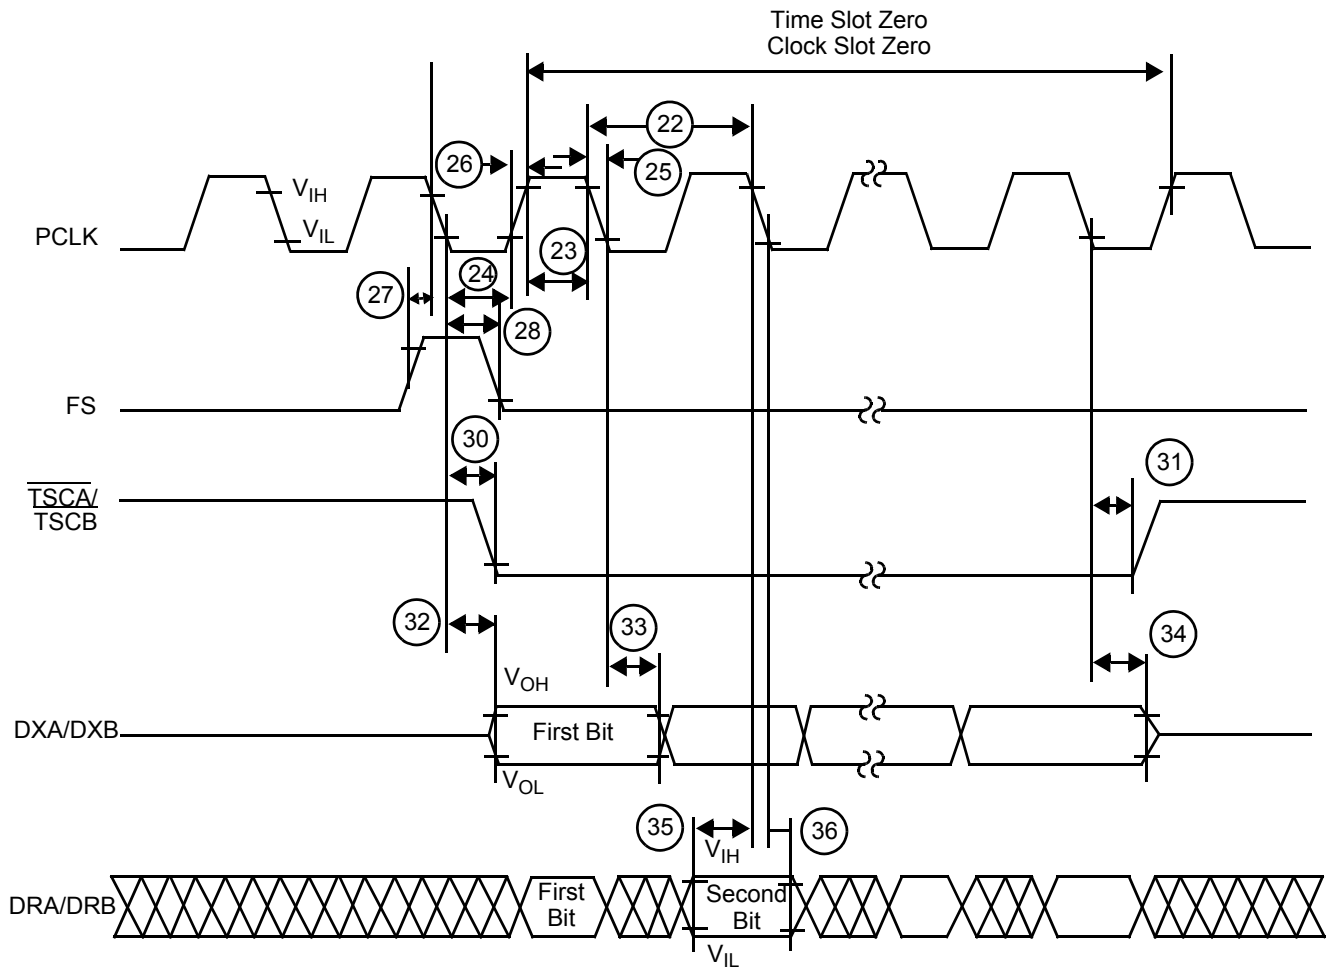 Time Slot Zero
Clock Slot Zero
22
26
25
VIH
VIL
PCLK
23
24
27
28
FS
30
31
TSCA/
TSCB
32
33
34
VOH
DXA/DXB
First Bit
VOL
35
36
VIH
DRA/DRB
First
Bit
Second
Bit
VIL